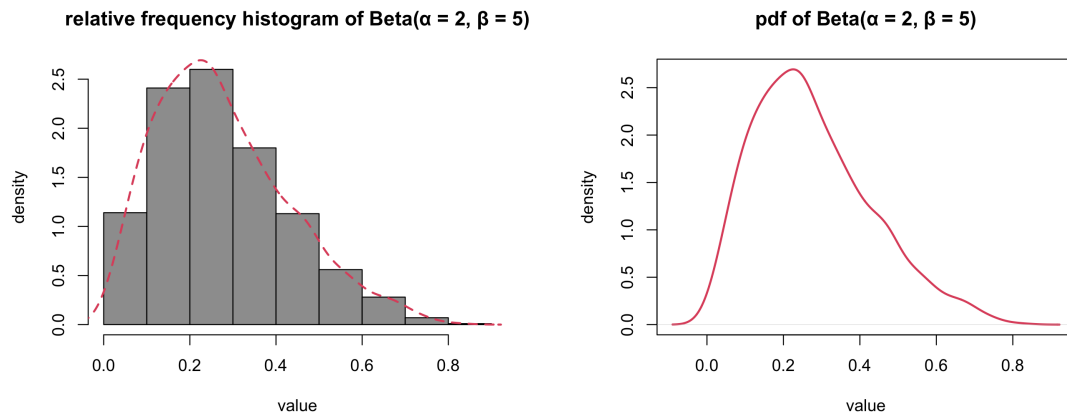 relative frequency histogram of Beta(α = 2, β = 5)
density
0.0 0.5 1.0 1.5 2.0 2.5
0.0 0.2 0.4 0.6 0.8
value
pdf of Beta(α = 2, β = 5)
density
0.0 0.5 1.0 1.5 2.0 2.5
0.0 0.2 0.4 0.6 0.8
value